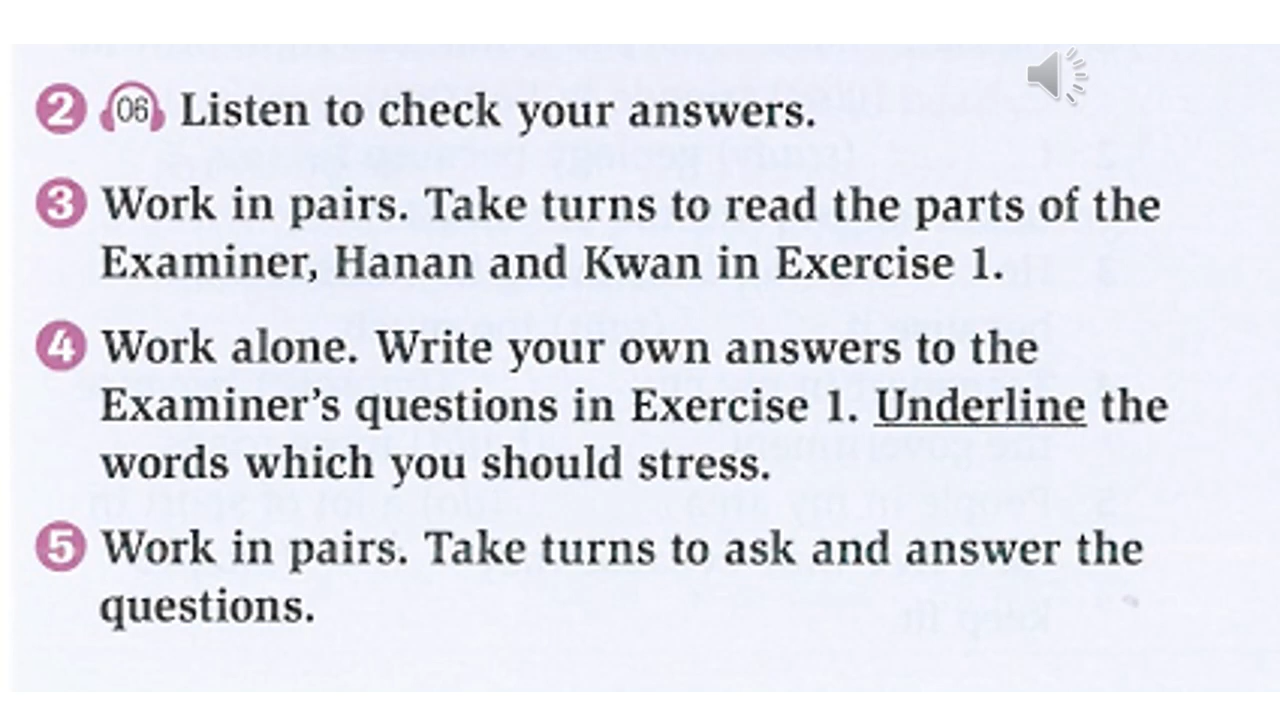 2 06 Listen to check your answers.
3 Work in pairs. Take turns to read the parts of the
Examiner, Hanan and Kwan in Exercise 1.
4 Work alone. Write your own answers to the
Examiner's questions in Exercise 1. Underline the
words which you should stress.
5 Work in pairs. Take turns to ask and answer the
questions.